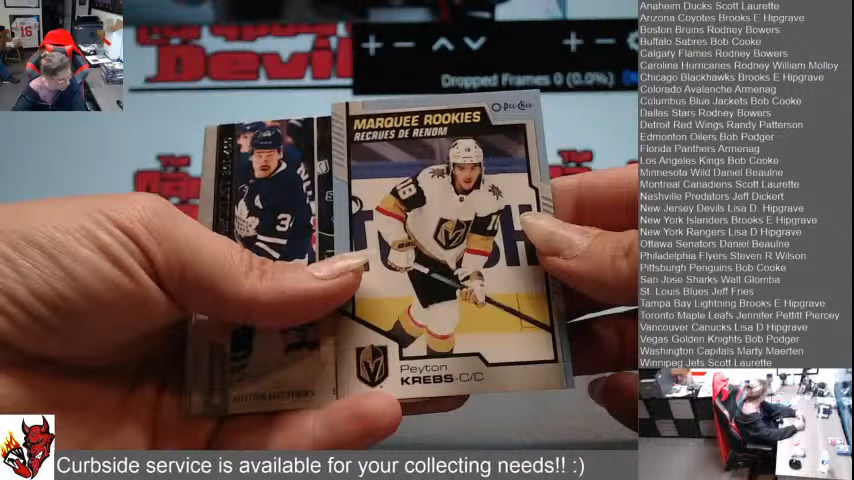 Dropped Frames 0 (0.0%)
The
Devil
The
The
O-Pee-Chee
MARQUEE ROOKIES
RECRUES DE RENOM
18
18
34
A
Peyton
KREBS-C/C
16
Anaheim Ducks Scott Laurette
Arizona Coyotes Brooks E Hipgrave
Boston Bruins Rodney Bowers
Buffalo Sabres Bob Cooke
Calgary Flames Rodney Bowers
Carolina Hurricanes Rodney William Molloy
Chicago Blackhawks Brooks E Hipgrave
Colorado Avalanche Armenag
Columbus Blue Jackets Bob Cooke
Dallas Stars Rodney Bowers
Detroit Red Wings Randy Patterson
Edmonton Oilers Bob Podger
Florida Panthers Armenag
Los Angeles Kings Bob Cooke
Minnesota Wild Daniel Beaulne
Montreal Canadiens Scott Laurette
Nashville Predators Jeff Dickert
New Jersey Devils Lisa D. Hipgrave
New York Islanders Brooks E Hipgrave
New York Rangers Lisa D. Hipgrave
Ottawa Senators Daniel Beaulne
Philadelphia Flyers Steven R Wilson
Pittsburgh Penguins Bob Cooke
San Jose Sharks Walt Glomba
St. Louis Blues Jeff Fries
Tampa Bay Lightning Brooks E Hipgrave
Toronto Maple Leafs Jennifer Pettitt Piercey
Vancouver Canucks Lisa D Hipgrave
Vegas Golden Knights Bob Podger
Washington Capitals Marty Maerten
Winnipeg Jets Scott Laurette
Curbside service is available for your collecting needs!! :)